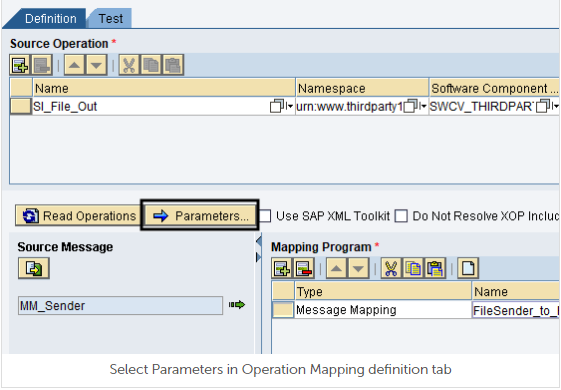 Definition Test
Source Operation *
Name Namespace Software Component ...
SI_File_Out urn:www.thirdparty1 SWCV_THIRDPAR
Read Operations Parameters... Use SAP XML Toolkit Do Not Resolve XOP Includ
Source Message Mapping Program *
Type Name
MM_Sender Message Mapping FileSender_to_
Select Parameters in Operation Mapping definition tab